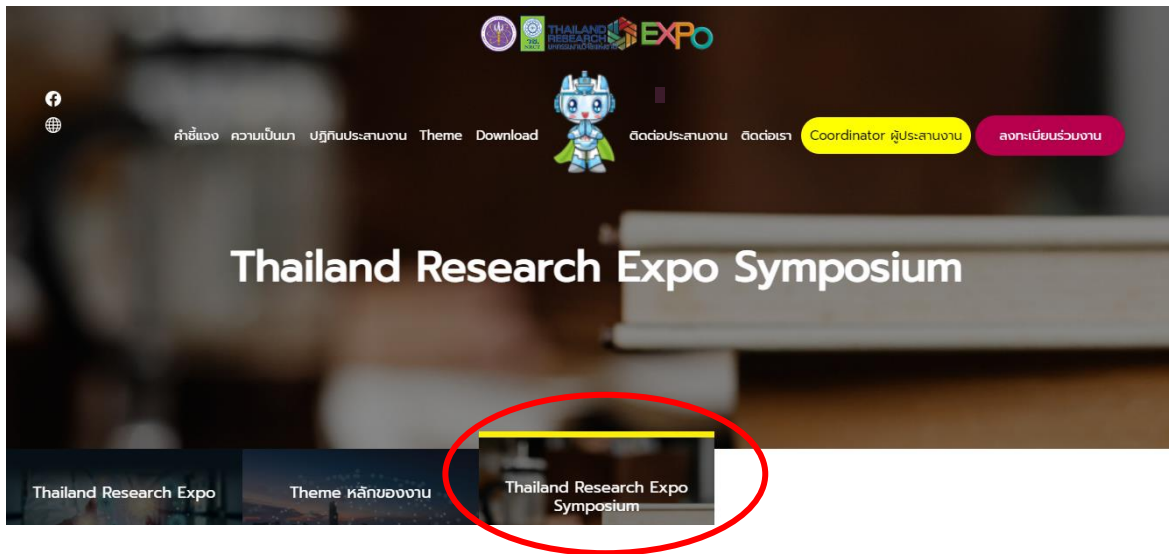 วช.
NRCT
THAILAND
RESEARCH
EXPO
คำชี้แจง ความเป็นมา ปฏิทินประสานงาน Theme Download ติดต่อประสานงาน ติดต่อเรา Coordinator ผู้ประสานงาน ลงทะเบียนร่วมงาน
Thailand Research Expo Symposium
Thailand Research Expo
Theme หลักของงาน
Thailand Research Expo
Symposium